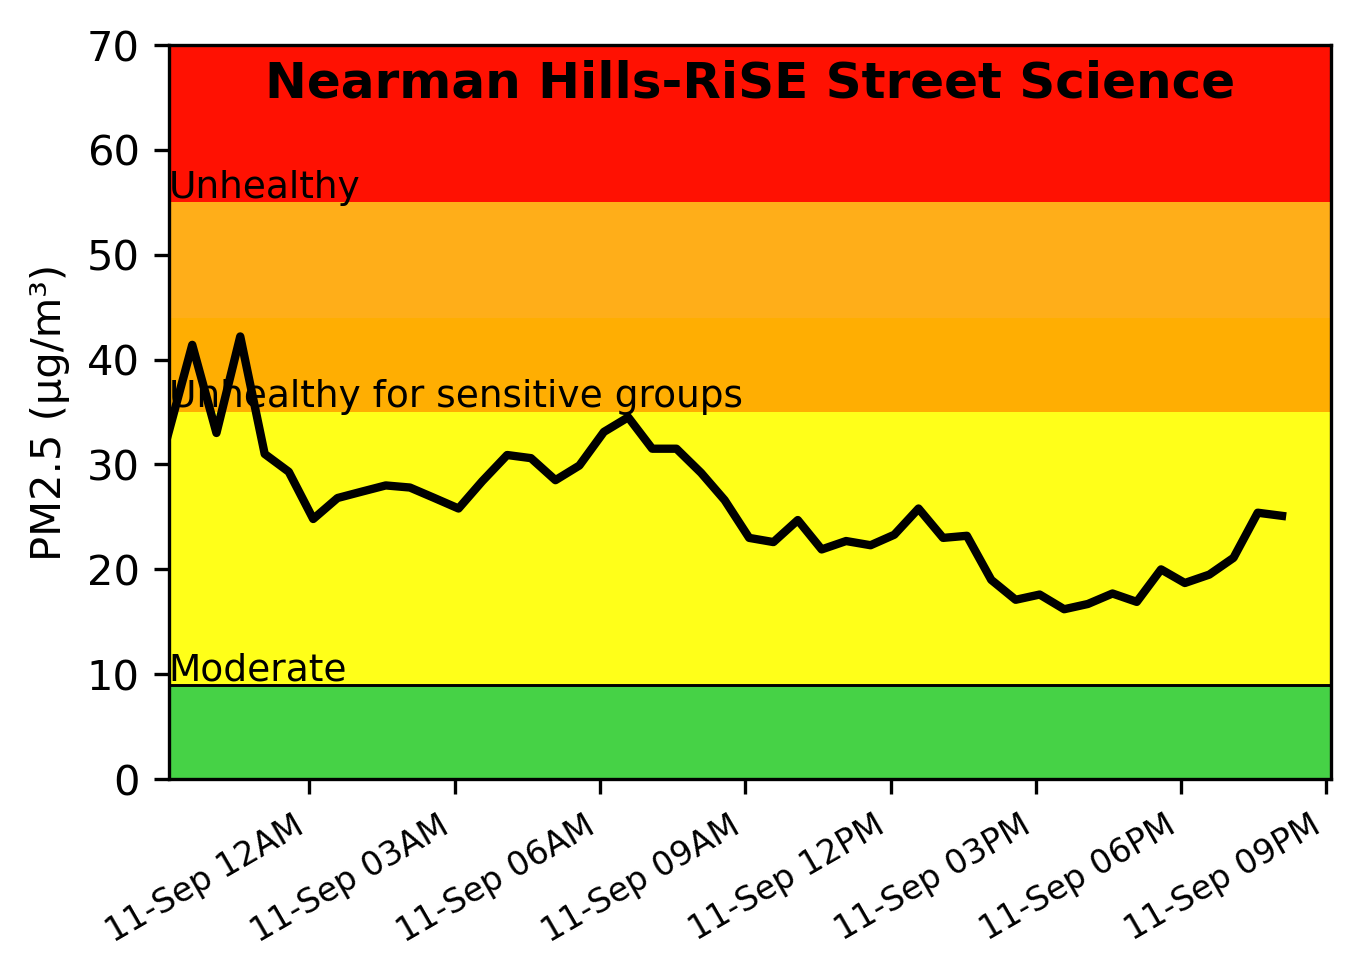 Nearman Hills-RiSE Street Science
70
60
50
40
30
20
10
0
PM2.5 (µg/m³)
Unhealthy
Unhealthy for sensitive groups
Moderate
11-Sep 12AM
11-Sep 03AM
11-Sep 06AM
11-Sep 09AM
11-Sep 12PM
11-Sep 03PM
11-Sep 06PM
11-Sep 09PM